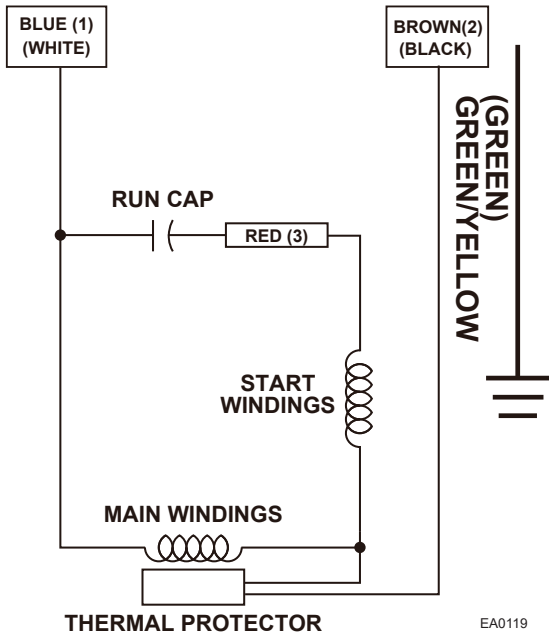 BLUE (1)
(WHITE)
BROWN(2)
(BLACK)
(GREEN)
GREEN/YELLOW
RUN CAP
RED (3)
START
WINDINGS
MAIN WINDINGS
THERMAL PROTECTOR
EA0119